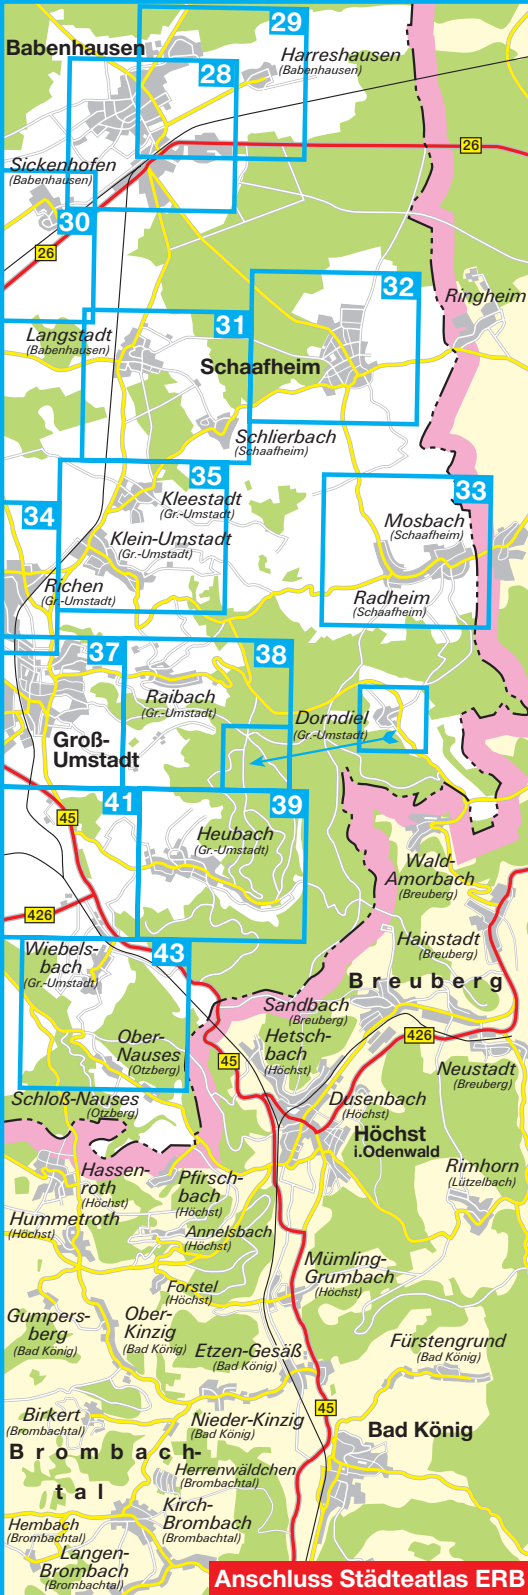 29
Babenhausen
Harreshausen
(Babenhausen)
28
26
Sickenhofen
(Babenhausen)
30
26
32
Ringheim
31
Langstadt
(Babenhausen)
Schaafheim
Schlierbach
(Schaafheim)
35
33
Kleestadt
(Gr.-Umstadt)
34
Mosbach
(Schaafheim)
Klein-Umstadt
(Gr.-Umstadt)
Richen
(Gr.-Umstadt)
Radheim
(Schaafheim)
37
38
Raibach
(Gr.-Umstadt)
Dorndiel
(Gr.-Umstadt)
Groß-
Umstadt
41
39
45
Heubach
(Gr.-Umstadt)
Wald-
Amorbach
(Breuberg)
426
Hainstadt
(Breuberg)
43
Wiebels-
bach
(Gr.-Umstadt)
Breuberg
Sandbach
(Breuberg)
Ober-
Nauses
(Otzberg)
45
Hetsch-
bach
(Höchst)
426
Neustadt
(Breuberg)
Schloß-Nauses
(Otzberg)
Dusenbach
(Höchst)
Höchst
i.Odenwald
Hassen-
roth
(Höchst)
Pfirsch-
bach
(Höchst)
Rimhorn
(Lützelbach)
Hummetroth
(Höchst)
Annelsbach
(Höchst)
Mümling-
Grumbach
(Höchst)
Forstel
(Höchst)
Gumpers-
berg
(Bad König)
Ober-
Kinzig
(Bad König)
Etzen-Gesäß
(Bad König)
Fürstengrund
(Bad König)
Birkert
(Brombachtal)
Nieder-Kinzig
(Bad König)
45
Bad König
Brombach-
tal
Herrenwäldchen
(Brombachtal)
Kirch-
Brombach
(Brombachtal)
Hembach
(Brombachtal)
Langen-
Brombach
(Brombachtal)
Anschluss Städteatlas ERB